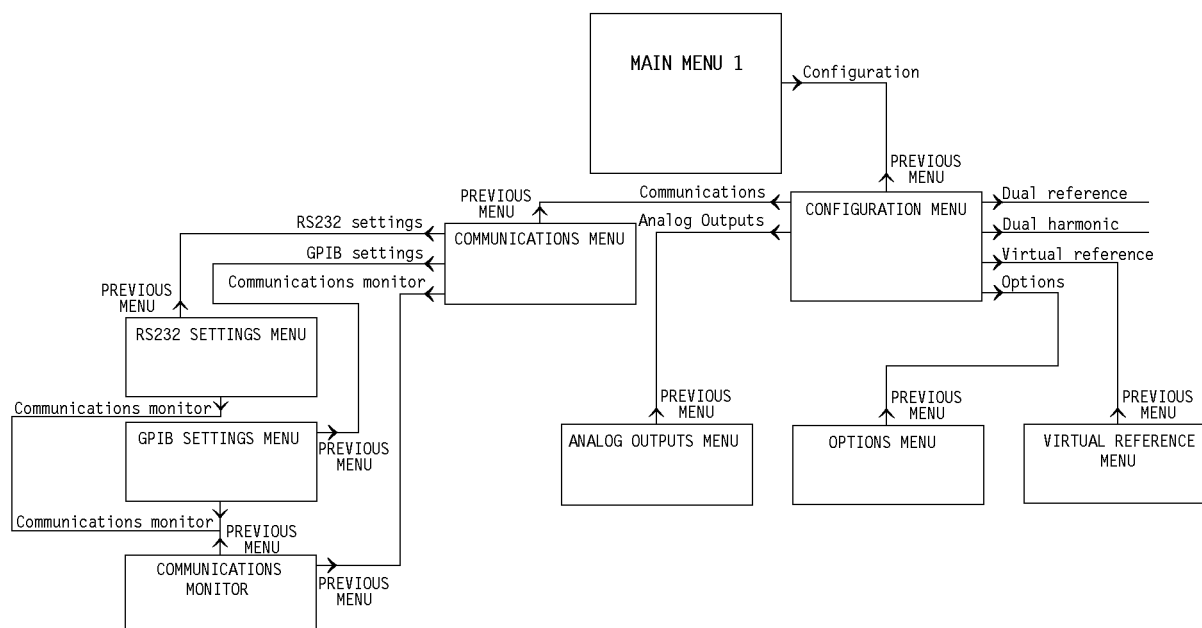 MAIN MENU 1
Configuration
PREVIOUS
MENU
Communications
Analog Outputs
CONFIGURATION MENU
Dual reference
Dual harmonic
Virtual reference
Options
PREVIOUS
MENU
RS232 settings
GPIB settings
Communications monitor
COMMUNICATIONS MENU
PREVIOUS
MENU
RS232 SETTINGS MENU
Communications monitor
GPIB SETTINGS MENU
PREVIOUS
MENU
Communications monitor
PREVIOUS
MENU
COMMUNICATIONS
MONITOR
PREVIOUS
MENU
PREVIOUS
MENU
ANALOG OUTPUTS MENU
PREVIOUS
MENU
OPTIONS MENU
PREVIOUS
MENU
VIRTUAL REFERENCE
MENU